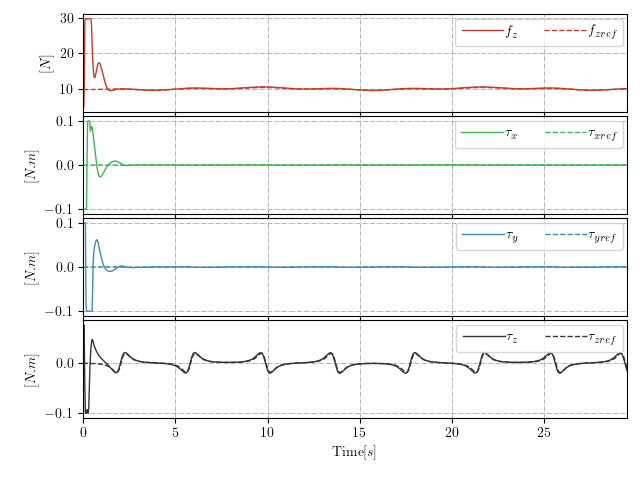 30
20
10
[N]
f_z
f_zref
0.1
0.0
−0.1
[N.m]
τ_x
τ_xref
0.1
0.0
−0.1
[N.m]
τ_y
τ_yref
0.0
−0.1
[N.m]
τ_z
τ_zref
0 5 10 15 20 25
Time[s]